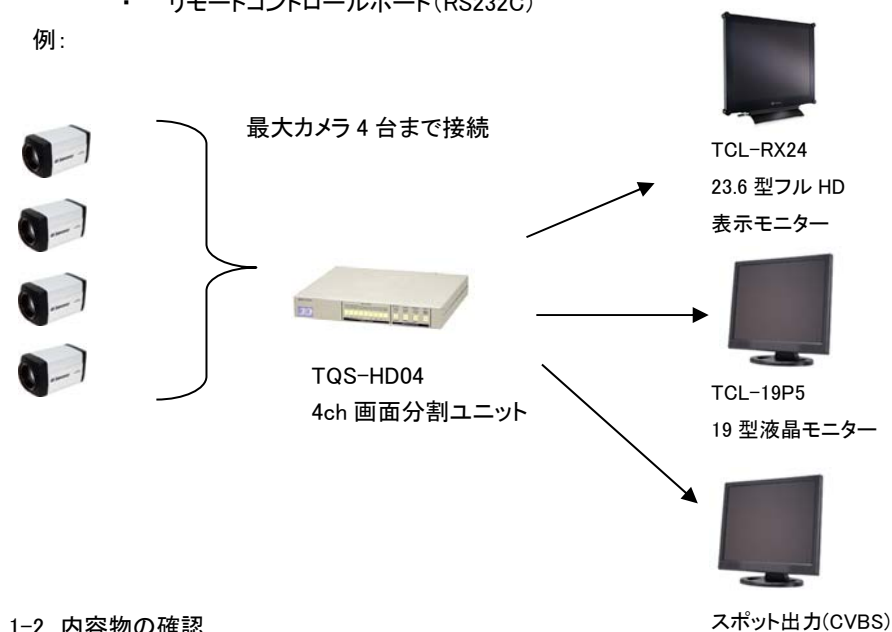 ・ リモートコントロールポート(RS232C)
例:
最大カメラ 4 台まで接続
TCL-RX24
23.6 型フル HD
表示モニター
TQS-HD04
4ch 画面分割ユニット
TCL-19P5
19 型液晶モニター
スポット出力(CVBS)
1-2 内容物の確認